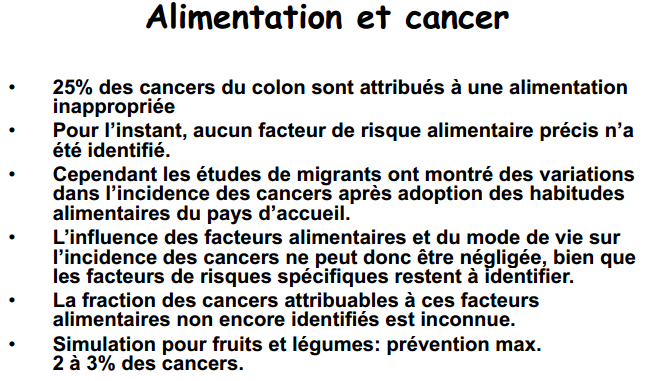 Alimentation et cancer
• 25% des cancers du colon sont attribués à une alimentation
inappropriée
• Pour l’instant, aucun facteur de risque alimentaire précis n’a
été identifié.
• Cependant les études de migrants ont montré des variations
dans l’incidence des cancers après adoption des habitudes
alimentaires du pays d’accueil.
• L’influence des facteurs alimentaires et du mode de vie sur
l’incidence des cancers ne peut donc être négligée, bien que
les facteurs de risques spécifiques restent à identifier.
• La fraction des cancers attribuables à ces facteurs
alimentaires non encore identifiés est inconnue.
• Simulation pour fruits et légumes: prévention max.
2 à 3% des cancers.